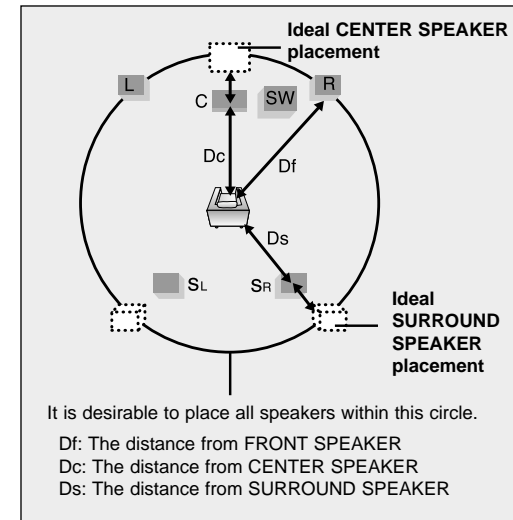 Ideal CENTER SPEAKER
placement
L
R
C
SW
Dc
Df
Ds
SL
SR
Ideal
SURROUND
SPEAKER
placement
It is desirable to place all speakers within this circle.
Df: The distance from FRONT SPEAKER
Dc: The distance from CENTER SPEAKER
Ds: The distance from SURROUND SPEAKER